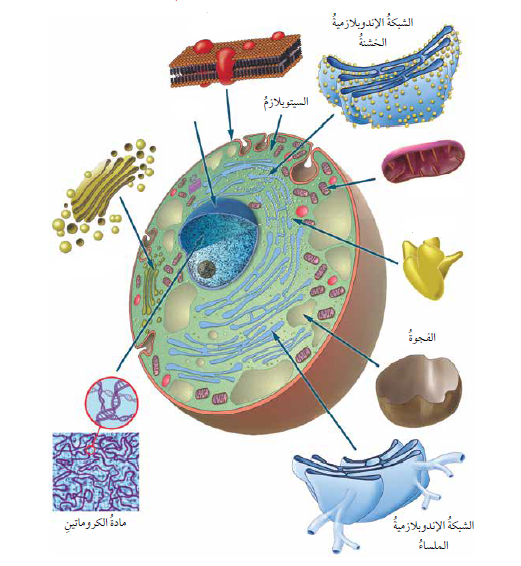 الشبكةُ الإندوبلازميةُ
الخشنةُ
السيتوبلازمُ
الفجوةُ
الشبكةُ الإندوبلازميةُ
الملساءُ
مادةُ الكروماتينِ